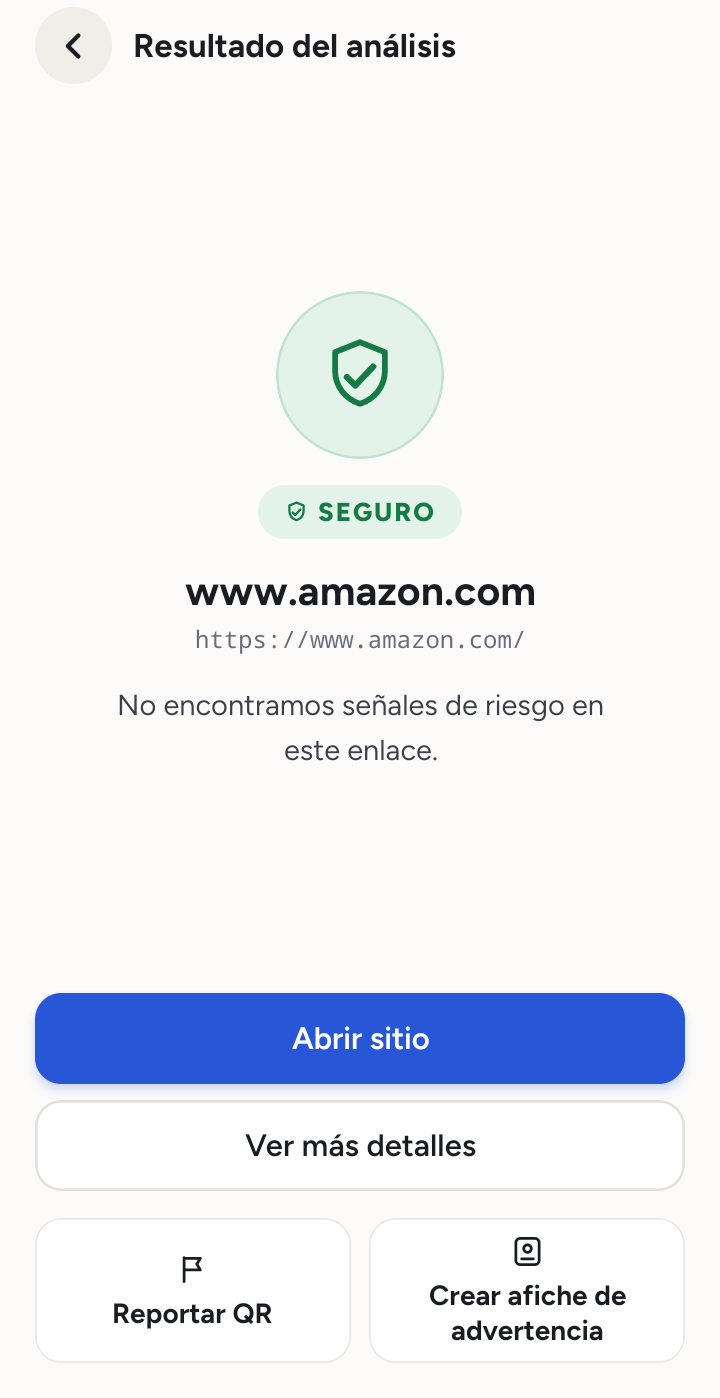 Resultado del análisis
SEGURO
www.amazon.com
https://www.amazon.com/
No encontramos señales de riesgo en
este enlace.
Abrir sitio
Ver más detalles
Reportar QR
Crear afiche de
advertencia